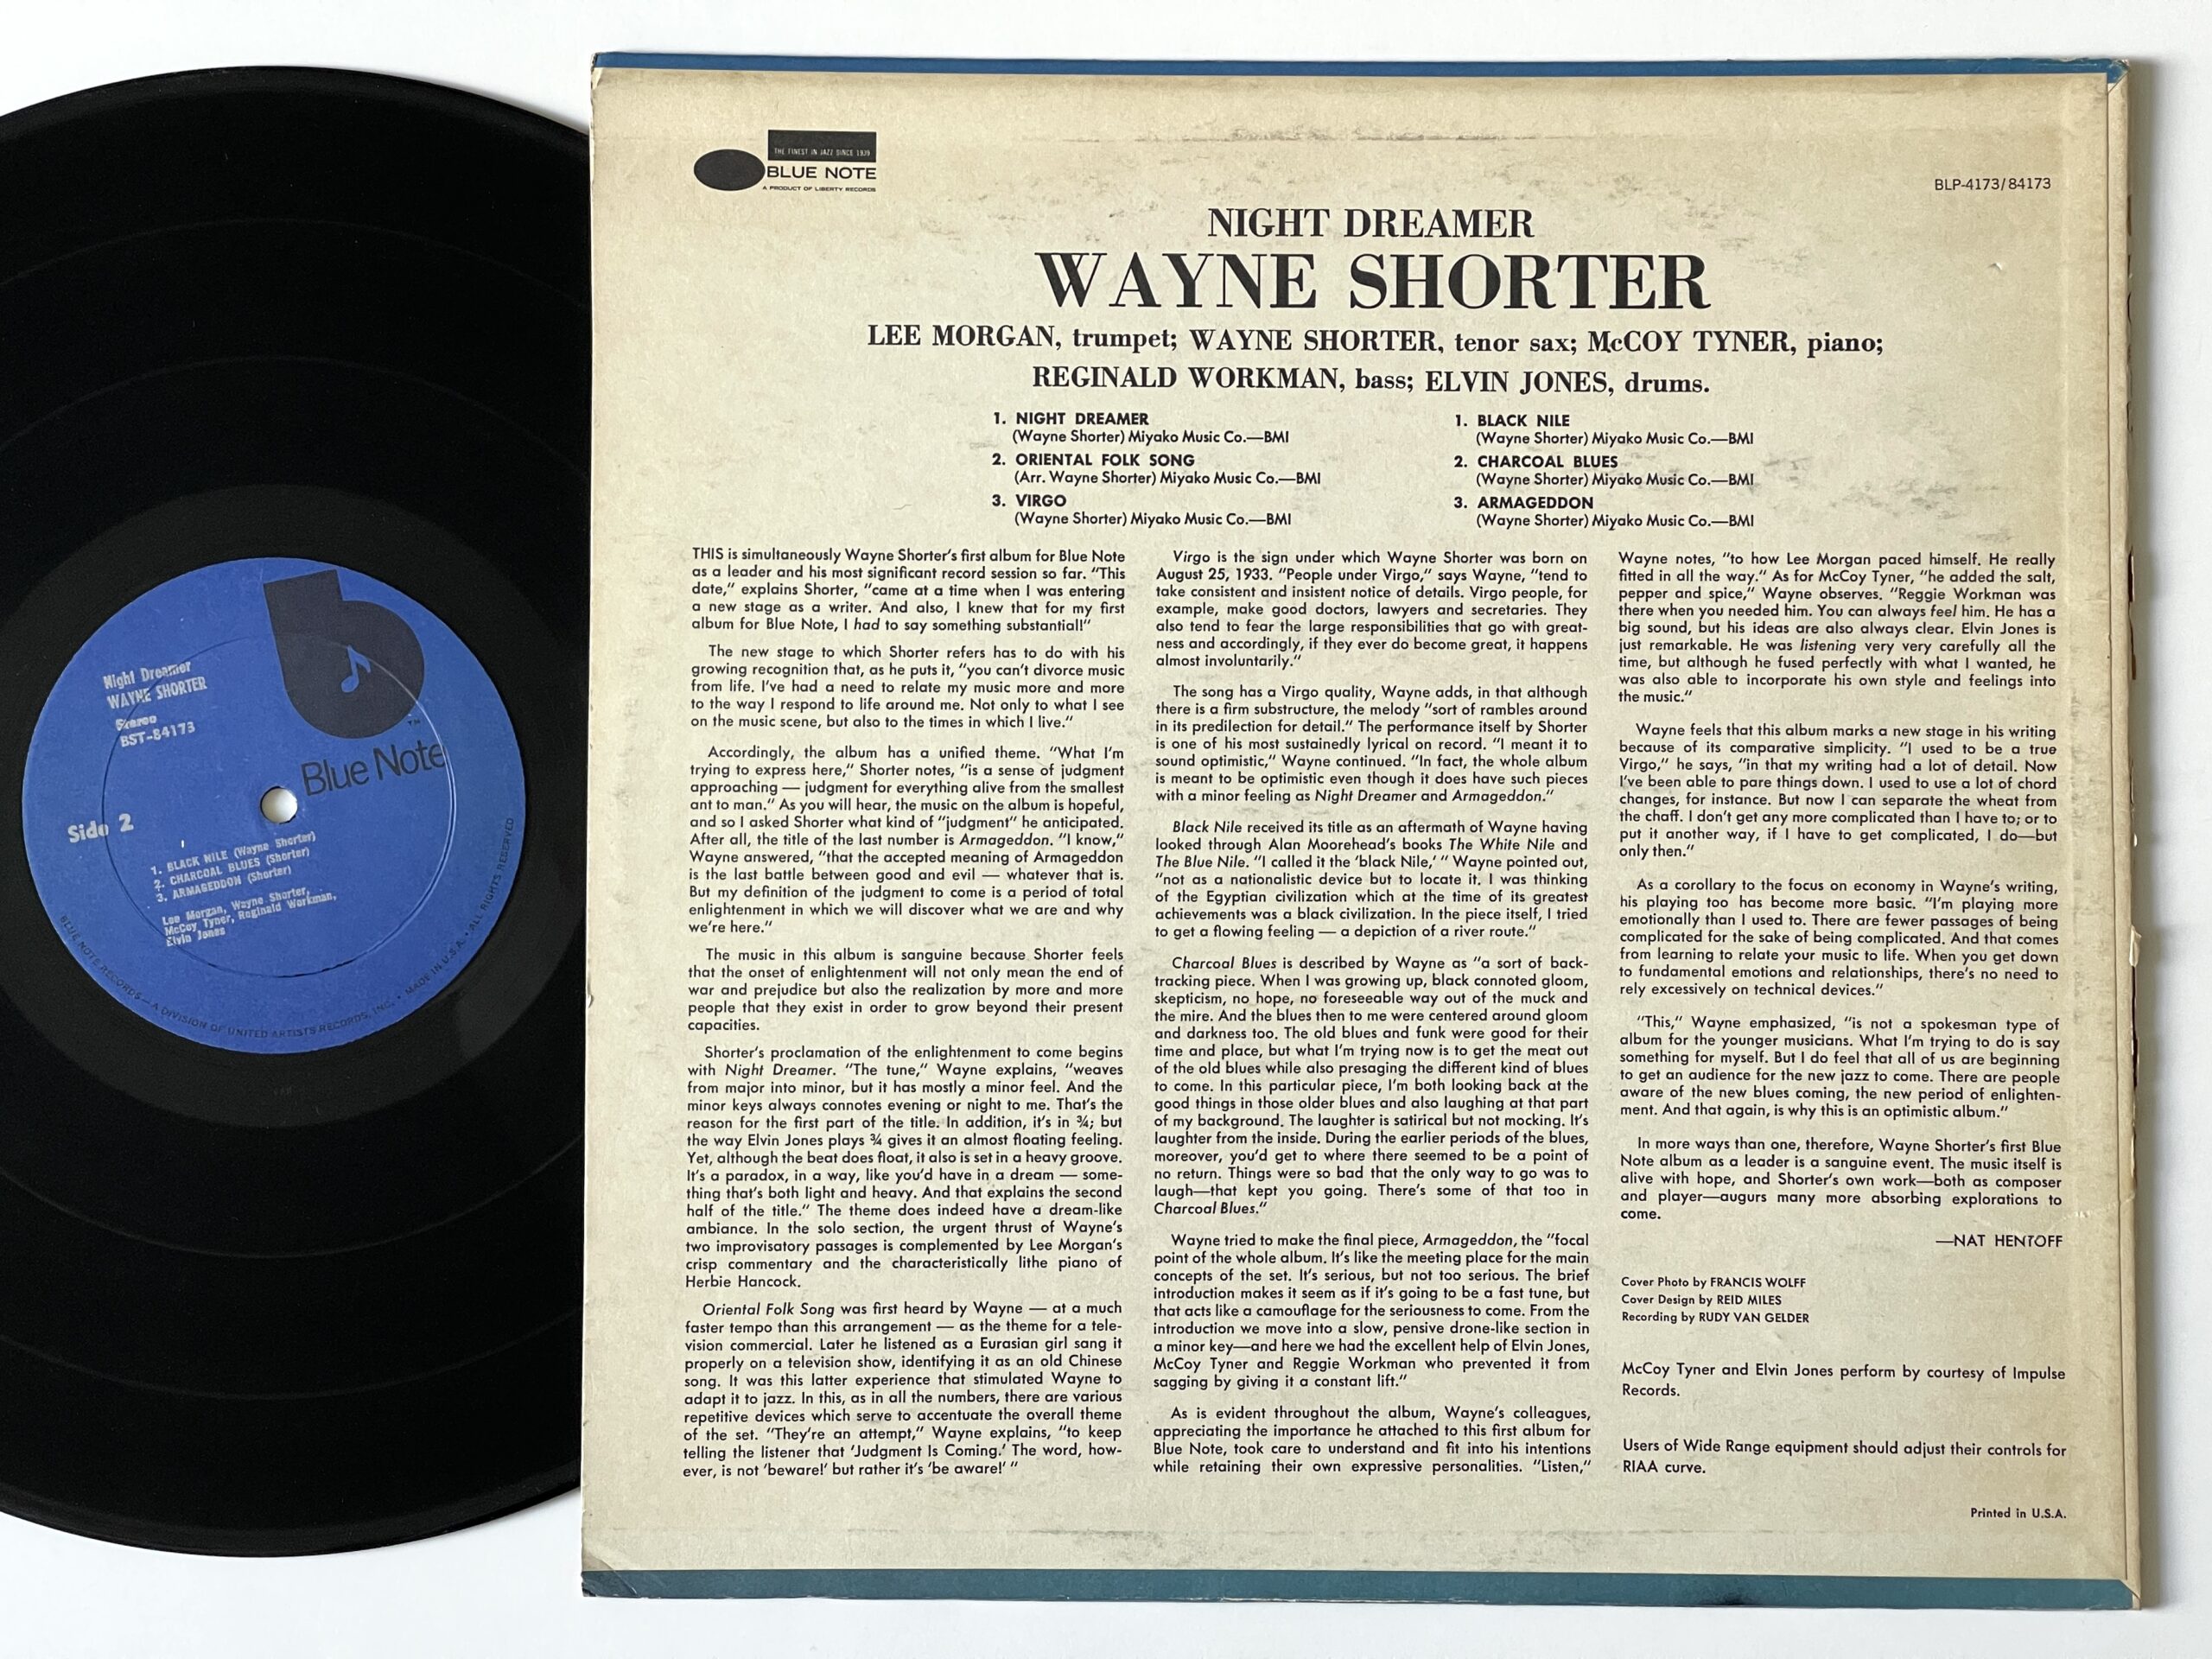 Night Dreamer
WAYNE SHORTER
Stereo
BST-84173
Blue Note
TM
Side 2
1. BLACK NILE (Wayne Shorter)
2. CHARCOAL BLUES (Shorter)
3. ARMAGEDDON (Shorter)
Lee Morgan, Wayne Shorter,
McCoy Tyner, Reginald Workman,
Elvin Jones
BLUE NOTE RECORDS—A DIVISION OF UNITED ARTISTS RECORDS, INC. • MADE IN U.S.A. • ALL RIGHTS RESERVED
THE FINEST IN JAZZ SINCE 1939
BLUE NOTE
A PRODUCT OF LIBERTY RECORDS
BLP-4173/84173
NIGHT DREAMER
WAYNE SHORTER
LEE MORGAN, trumpet; WAYNE SHORTER, tenor sax; McCOY TYNER, piano;
REGINALD WORKMAN, bass; ELVIN JONES, drums.
1. NIGHT DREAMER
(Wayne Shorter) Miyako Music Co.—BMI
2. ORIENTAL FOLK SONG
(Arr. Wayne Shorter) Miyako Music Co.—BMI
3. VIRGO
(Wayne Shorter) Miyako Music Co.—BMI
1. BLACK NILE
(Wayne Shorter) Miyako Music Co.—BMI
2. CHARCOAL BLUES
(Wayne Shorter) Miyako Music Co.—BMI
3. ARMAGEDDON
(Wayne Shorter) Miyako Music Co.—BMI
THIS is simultaneously Wayne Shorter's first album for Blue Note
as a leader and his most significant record session so far. "This
date," explains Shorter, "came at a time when I was entering
a new stage as a writer. And also, I knew that for my first
album for Blue Note, I had to say something substantial!"
The new stage to which Shorter refers has to do with his
growing recognition that, as he puts it, "you can't divorce music
from life. I've had a need to relate my music more and more
to the way I respond to life around me. Not only to what I see
on the music scene, but also to the times in which I live."
Accordingly, the album has a unified theme. "What I'm
trying to express here," Shorter notes, "is a sense of judgment
approaching — judgment for everything alive from the smallest
ant to man." As you will hear, the music on the album is hopeful,
and so I asked Shorter what kind of "judgment" he anticipated.
After all, the title of the last number is Armageddon. "I know,"
Wayne answered, "that the accepted meaning of Armageddon
is the last battle between good and evil — whatever that is.
But my definition of the judgment to come is a period of total
enlightenment in which we will discover what we are and why
we're here."
The music in this album is sanguine because Shorter feels
that the onset of enlightenment will not only mean the end of
war and prejudice but also the realization by more and more
people that they exist in order to grow beyond their present
capacities.
Shorter's proclamation of the enlightenment to come begins
with Night Dreamer. "The tune," Wayne explains, "weaves
from major into minor, but it has mostly a minor feel. And the
minor keys always connotes evening or night to me. That's the
reason for the first part of the title. In addition, it's in ¾; but
the way Elvin Jones plays ¾ gives it an almost floating feeling.
Yet, although the beat does float, it also is set in a heavy groove.
It's a paradox, in a way, like you'd have in a dream — some-
thing that's both light and heavy. And that explains the second
half of the title." The theme does indeed have a dream-like
ambiance. In the solo section, the urgent thrust of Wayne's
two improvisatory passages is complemented by Lee Morgan's
crisp commentary and the characteristically lithe piano of
Herbie Hancock.
Oriental Folk Song was first heard by Wayne — at a much
faster tempo than this arrangement — as the theme for a tele-
vision commercial. Later he listened as a Eurasian girl sang it
properly on a television show, identifying it as an old Chinese
song. It was this latter experience that stimulated Wayne to
adapt it to jazz. In this, as in all the numbers, there are various
repetitive devices which serve to accentuate the overall theme
of the set. "They're an attempt," Wayne explains, "to keep
telling the listener that 'Judgment Is Coming.' The word, how-
ever, is not 'beware!' but rather it's 'be aware!' "
Virgo is the sign under which Wayne Shorter was born on
August 25, 1933. "People under Virgo," says Wayne, "tend to
take consistent and insistent notice of details. Virgo people, for
example, make good doctors, lawyers and secretaries. They
also tend to fear the large responsibilities that go with great-
ness and accordingly, if they ever do become great, it happens
almost involuntarily."
The song has a Virgo quality, Wayne adds, in that although
there is a firm substructure, the melody "sort of rambles around
in its predilection for detail." The performance itself by Shorter
is one of his most sustainedly lyrical on record. "I meant it to
sound optimistic," Wayne continued. "In fact, the whole album
is meant to be optimistic even though it does have such pieces
with a minor feeling as Night Dreamer and Armageddon."
Black Nile received its title as an aftermath of Wayne having
looked through Alan Moorehead's books The White Nile and
The Blue Nile. "I called it the 'black Nile,' " Wayne pointed out,
"not as a nationalistic device but to locate it. I was thinking
of the Egyptian civilization which at the time of its greatest
achievements was a black civilization. In the piece itself, I tried
to get a flowing feeling — a depiction of a river route."
Charcoal Blues is described by Wayne as "a sort of back-
tracking piece. When I was growing up, black connoted gloom,
skepticism, no hope, no foreseeable way out of the muck and
the mire. And the blues then to me were centered around gloom
and darkness too. The old blues and funk were good for their
time and place, but what I'm trying now is to get the meat out
of the old blues while also presaging the different kind of blues
to come. In this particular piece, I'm both looking back at the
good things in those older blues and also laughing at that part
of my background. The laughter is satirical but not mocking. It's
laughter from the inside. During the earlier periods of the blues,
moreover, you'd get to where there seemed to be a point of
no return. Things were so bad that the only way to go was to
laugh—that kept you going. There's some of that too in
Charcoal Blues."
Wayne tried to make the final piece, Armageddon, the "focal
point of the whole album. It's like the meeting place for the main
concepts of the set. It's serious, but not too serious. The brief
introduction makes it seem as if it's going to be a fast tune, but
that acts like a camouflage for the seriousness to come. From the
introduction we move into a slow, pensive drone-like section in
a minor key—and here we had the excellent help of Elvin Jones,
McCoy Tyner and Reggie Workman who prevented it from
sagging by giving it a constant lift."
As is evident throughout the album, Wayne's colleagues,
appreciating the importance he attached to this first album for
Blue Note, took care to understand and fit into his intentions
while retaining their own expressive personalities. "Listen,"
Wayne notes, "to how Lee Morgan paced himself. He really
fitted in all the way." As for McCoy Tyner, "he added the salt,
pepper and spice," Wayne observes. "Reggie Workman was
there when you needed him. You can always feel him. He has a
big sound, but his ideas are also always clear. Elvin Jones is
just remarkable. He was listening very very carefully all the
time, but although he fused perfectly with what I wanted, he
was also able to incorporate his own style and feelings into
the music."
Wayne feels that this album marks a new stage in his writing
because of its comparative simplicity. "I used to be a true
Virgo," he says, "in that my writing had a lot of detail. Now
I've been able to pare things down. I used to use a lot of chord
changes, for instance. But now I can separate the wheat from
the chaff. I don't get any more complicated than I have to; or to
put it another way, if I have to get complicated, I do—but
only then."
As a corollary to the focus on economy in Wayne's writing,
his playing too has become more basic. "I'm playing more
emotionally than I used to. There are fewer passages of being
complicated for the sake of being complicated. And that comes
from learning to relate your music to life. When you get down
to fundamental emotions and relationships, there's no need to
rely excessively on technical devices."
"This," Wayne emphasized, "is not a spokesman type of
album for the younger musicians. What I'm trying to do is say
something for myself. But I do feel that all of us are beginning
to get an audience for the new jazz to come. There are people
aware of the new blues coming, the new period of enlighten-
ment. And that again, is why this is an optimistic album."
In more ways than one, therefore, Wayne Shorter's first Blue
Note album as a leader is a sanguine event. The music itself is
alive with hope, and Shorter's own work—both as composer
and player—augurs many more absorbing explorations to
come.
—NAT HENTOFF
Cover Photo by FRANCIS WOLFF
Cover Design by REID MILES
Recording by RUDY VAN GELDER
McCoy Tyner and Elvin Jones perform by courtesy of Impulse
Records.
Users of Wide Range equipment should adjust their controls for
RIAA curve.
Printed in U.S.A.